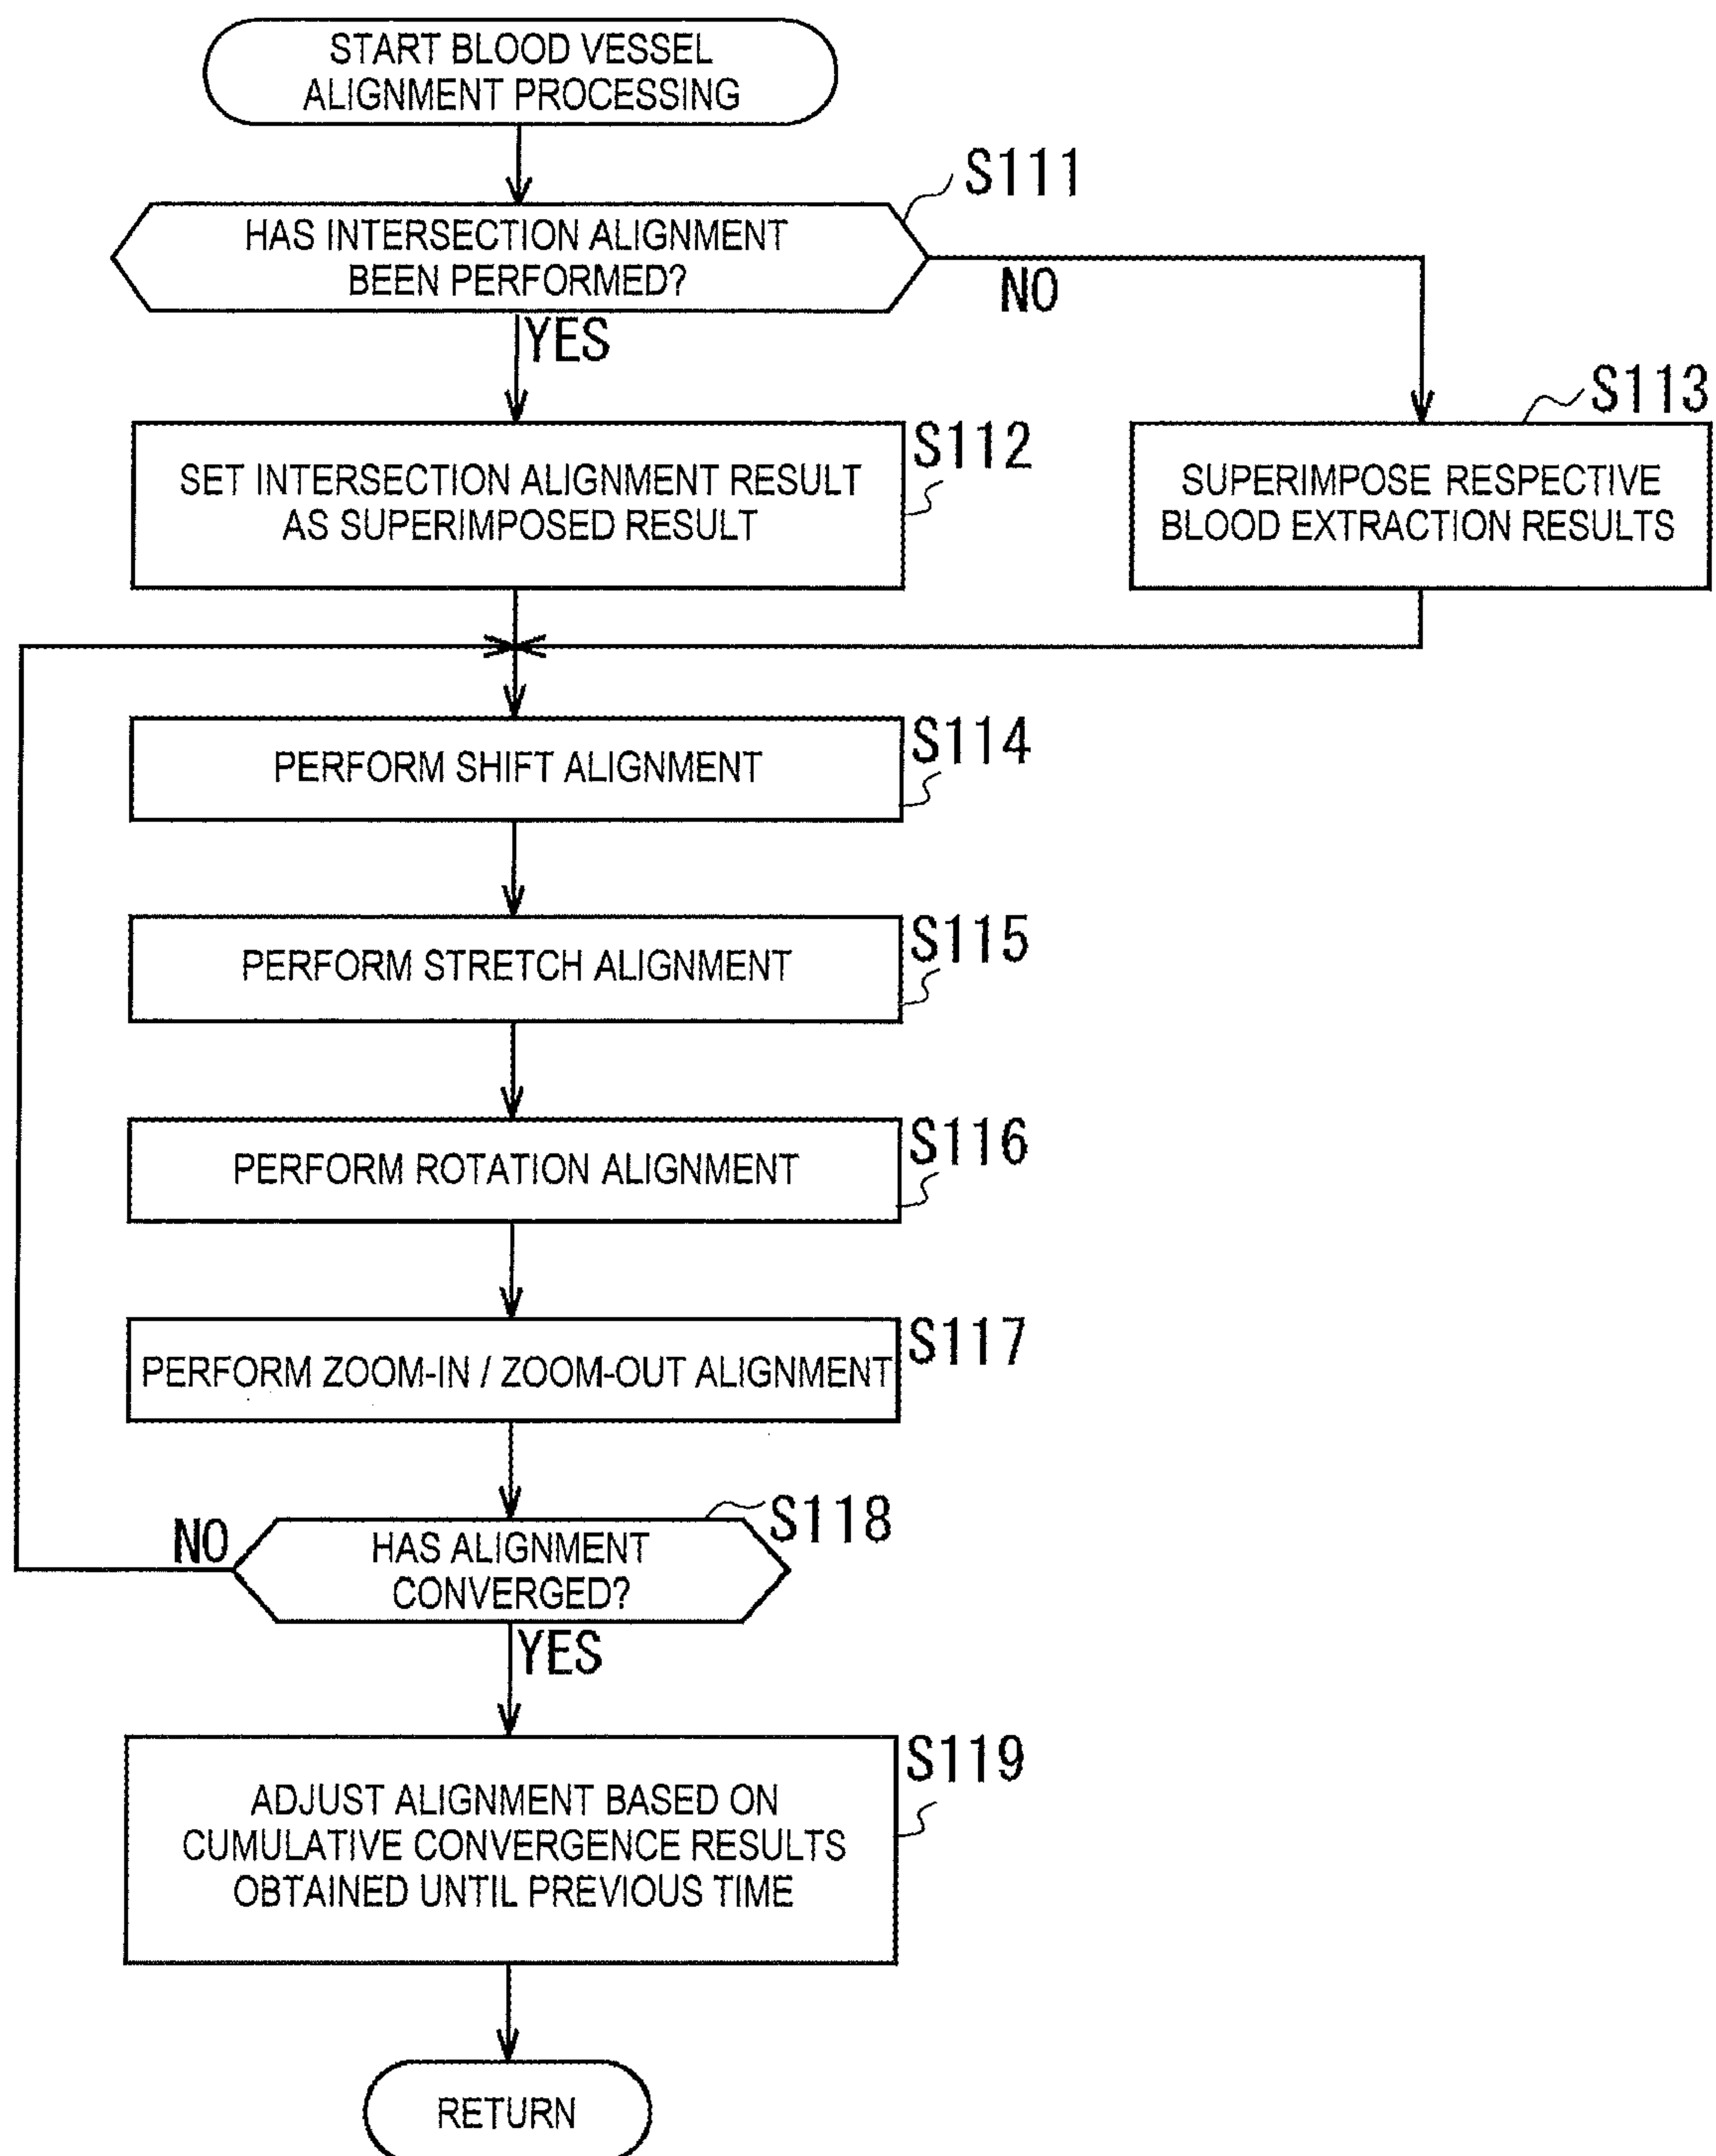 START BLOOD VESSEL
ALIGNMENT PROCESSING
S111
HAS INTERSECTION ALIGNMENT
BEEN PERFORMED?
NO
YES
S112
SET INTERSECTION ALIGNMENT RESULT
AS SUPERIMPOSED RESULT
S113
SUPERIMPOSE RESPECTIVE
BLOOD EXTRACTION RESULTS
S114
PERFORM SHIFT ALIGNMENT
S115
PERFORM STRETCH ALIGNMENT
S116
PERFORM ROTATION ALIGNMENT
S117
PERFORM ZOOM-IN / ZOOM-OUT ALIGNMENT
S118
HAS ALIGNMENT
CONVERGED?
NO
YES
S119
ADJUST ALIGNMENT BASED ON
CUMULATIVE CONVERGENCE RESULTS
OBTAINED UNTIL PREVIOUS TIME
RETURN